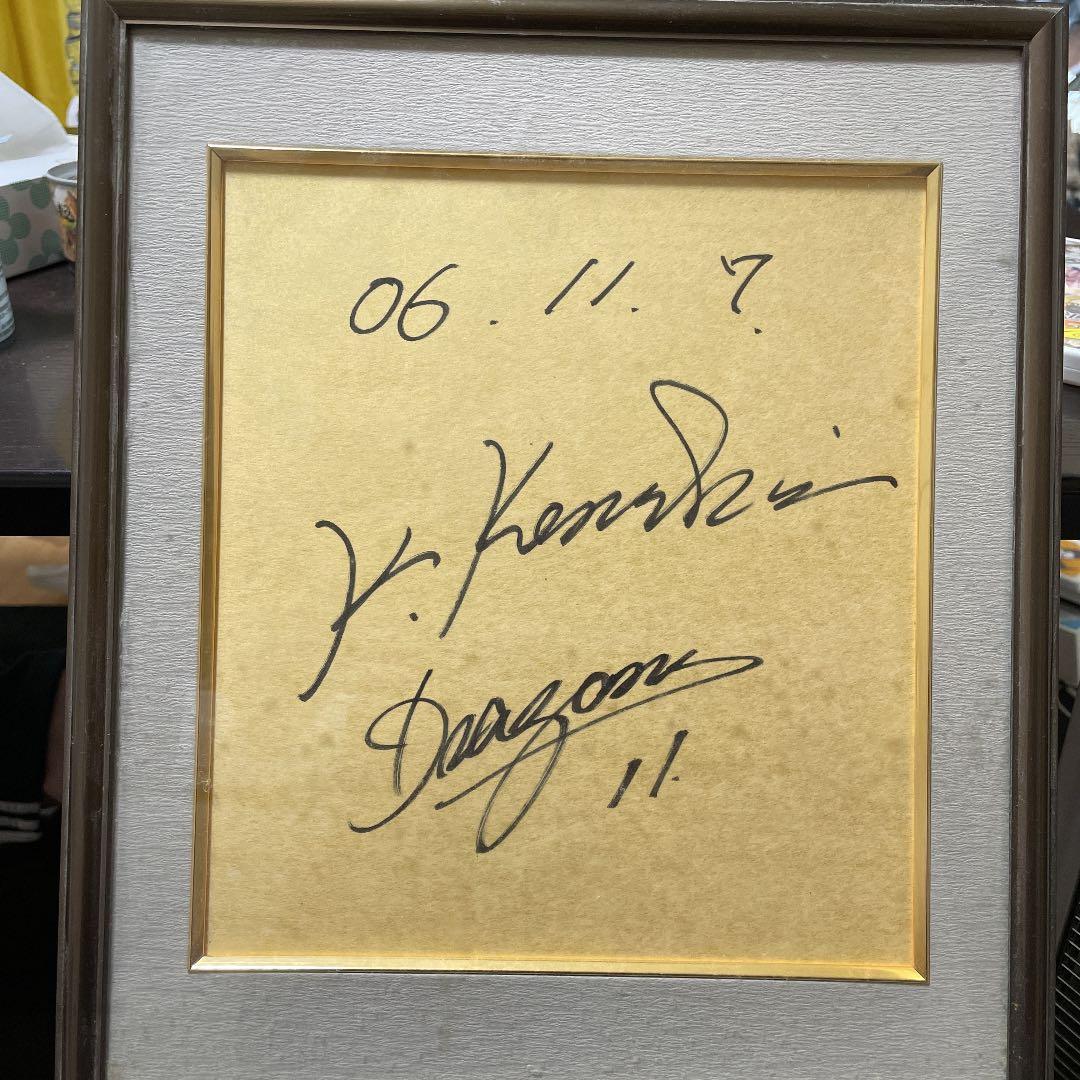 06.11.7.
K. Kenshin
Dragons
11.